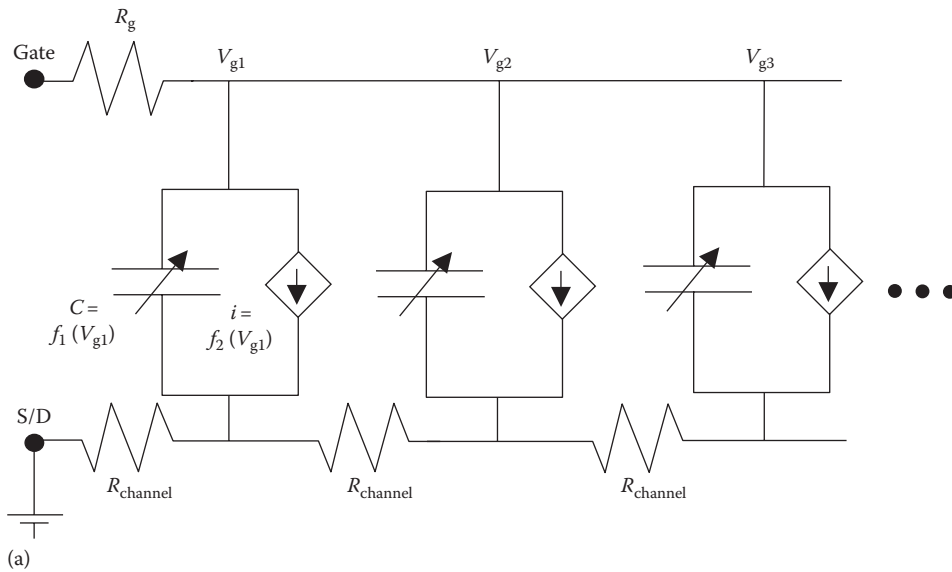 R_g
Gate
V_g1
V_g2
V_g3
C =
f_1 (V_g1)
i =
f_2 (V_g1)
S/D
R_channel
R_channel
R_channel
(a)